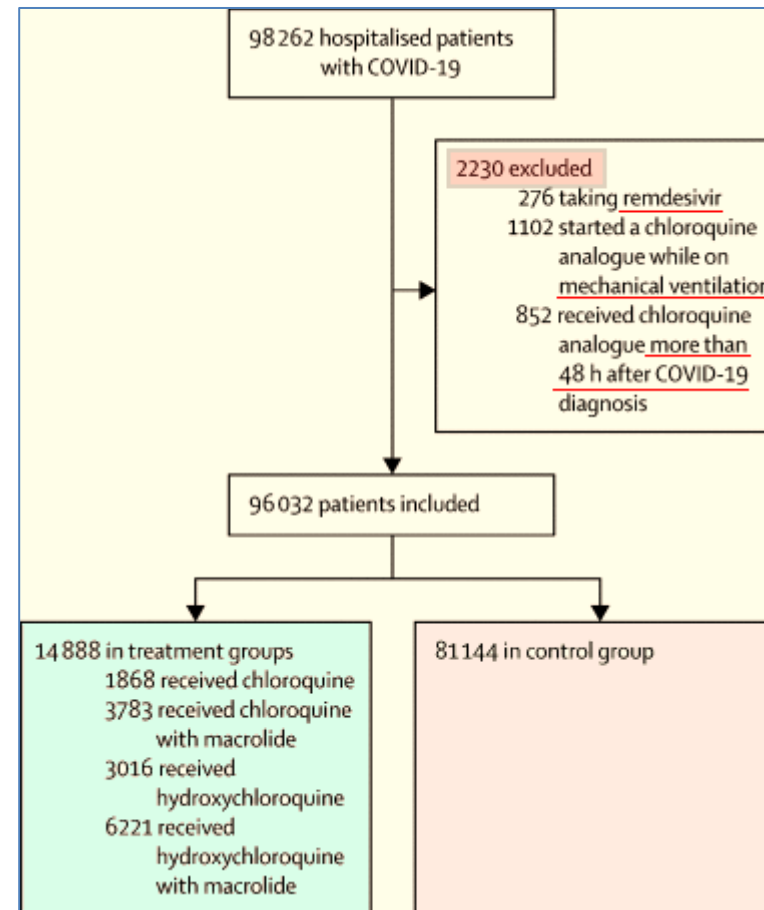 98 262 hospitalised patients
with COVID-19
2230 excluded
276 taking remdesivir
1102 started a chloroquine
analogue while on
mechanical ventilation
852 received chloroquine
analogue more than
48 h after COVID-19
diagnosis
96 032 patients included
14 888 in treatment groups
1868 received chloroquine
3783 received chloroquine
with macrolide
3016 received
hydroxychloroquine
6221 received
hydroxychloroquine
with macrolide
81 144 in control group